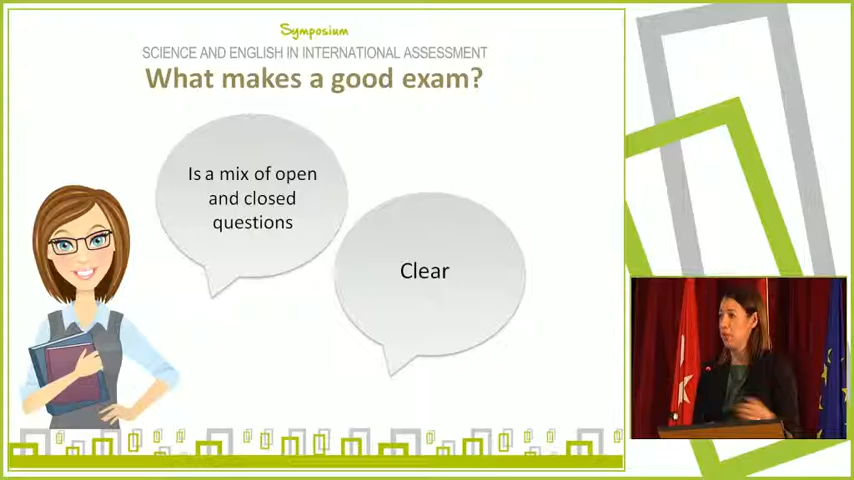 Symposium
SCIENCE AND ENGLISH IN INTERNATIONAL ASSESSMENT
What makes a good exam?
Is a mix of open
and closed
questions
Clear